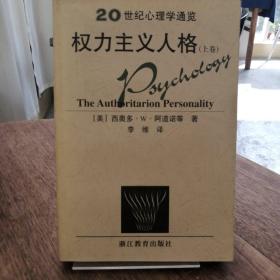 20世纪心理学通览
权力主义人格(上卷)
Psychology
The Authoritarian Personality
[美] 西奥多·W·阿道诺等 著
李维 译
浙江教育出版社